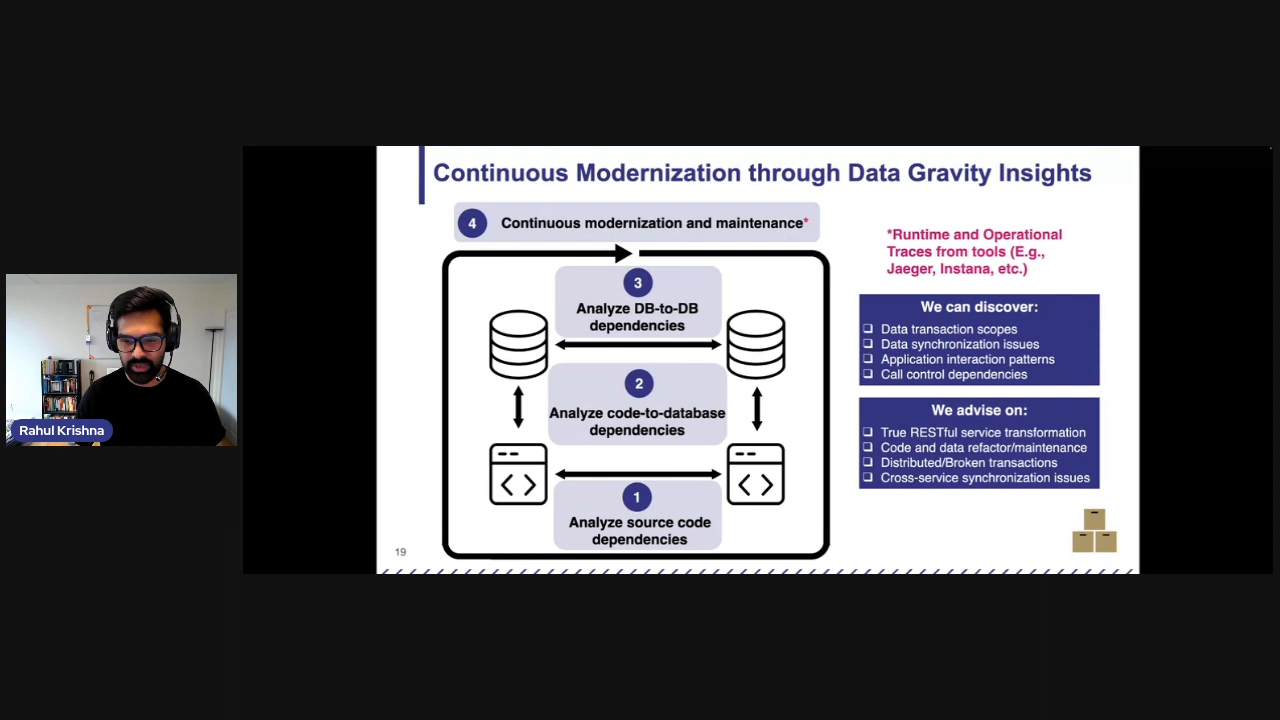 Continuous Modernization through Data Gravity Insights
4
Continuous modernization and maintenance*
3
Analyze DB-to-DB
dependencies
2
Analyze code-to-database
dependencies
1
Analyze source code
dependencies
*Runtime and Operational
Traces from tools (E.g.,
Jaeger, Instana, etc.)
We can discover:
Data transaction scopes
Data synchronization issues
Application interaction patterns
Call control dependencies
We advise on:
True RESTful service transformation
Code and data refactor/maintenance
Distributed/Broken transactions
Cross-service synchronization issues
19
Rahul Krishna